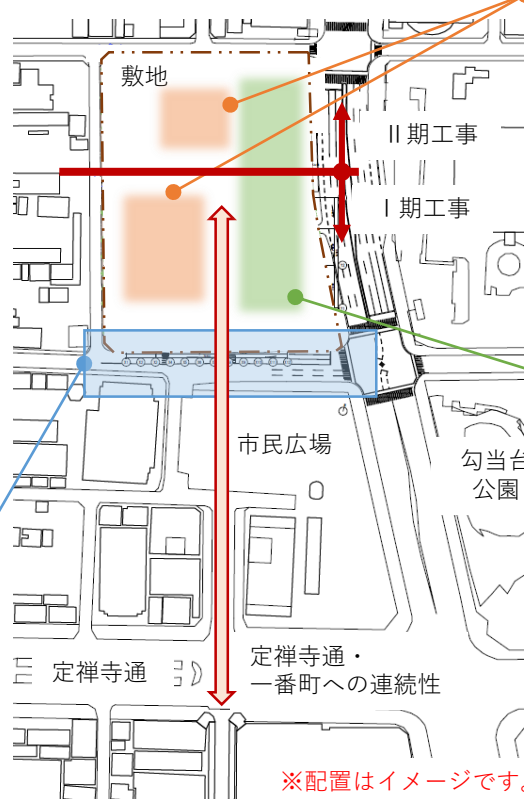 敷地
Ⅱ期工事
Ⅰ期工事
市民広場
勾当台
公園
定禅寺通
定禅寺通・
一番町への連続性
※配置はイメージです。